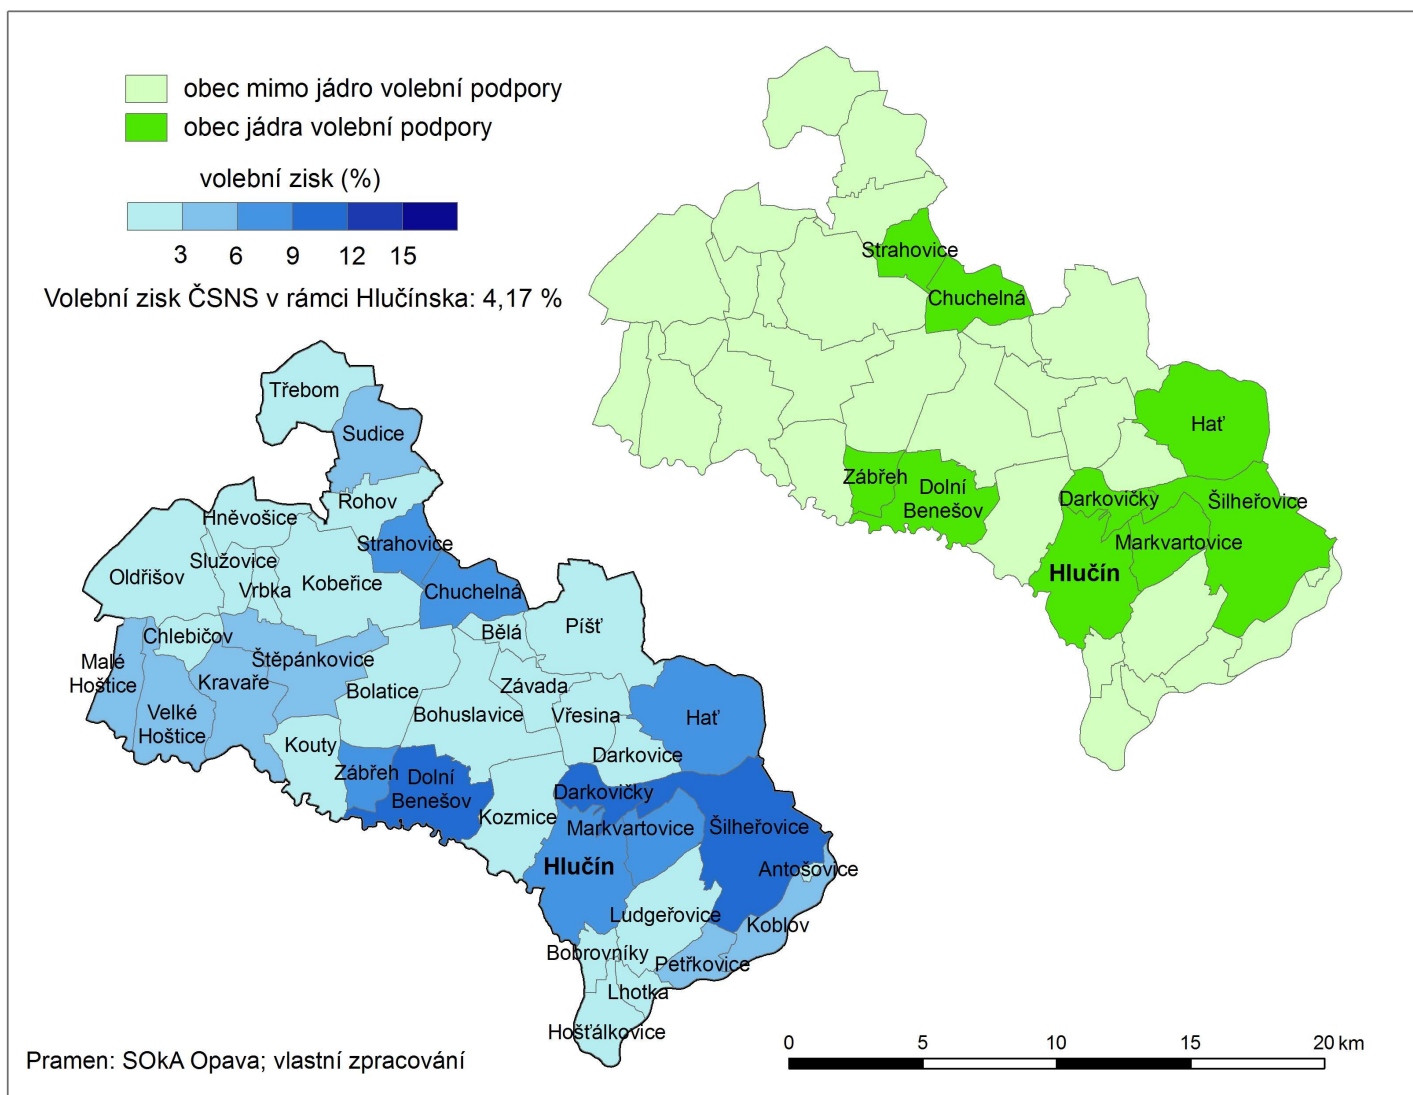 obec mimo jádro volební podpory
obec jádra volební podpory
volební zisk (%)
3 6 9 12 15
Volební zisk ČSNS v rámci Hlučínska: 4,17 %
Strahovice
Chuchelná
Hať
Zábřeh
Dolní
Benešov
Darkovičky
Šilheřovice
Markvartovice
Hlučín
Třebom
Sudice
Rohov
Hněvošice
Strahovice
Služovice
Oldřišov
Vrbka
Kobeřice
Chuchelná
Chlebičov
Bělá
Píšť
Malé
Hoštice
Štěpánkovice
Kravaře
Velké
Hoštice
Bolatice
Závada
Bohuslavice
Vřesina
Hať
Kouty
Darkovice
Zábřeh
Dolní
Benešov
Darkovičky
Kozmice
Markvartovice
Šilheřovice
Hlučín
Antošovice
Ludgeřovice
Koblov
Bobrovníky
Petřkovice
Lhotka
Hošťálkovice
Pramen: SOkA Opava; vlastní zpracování
0 5 10 15 20 km